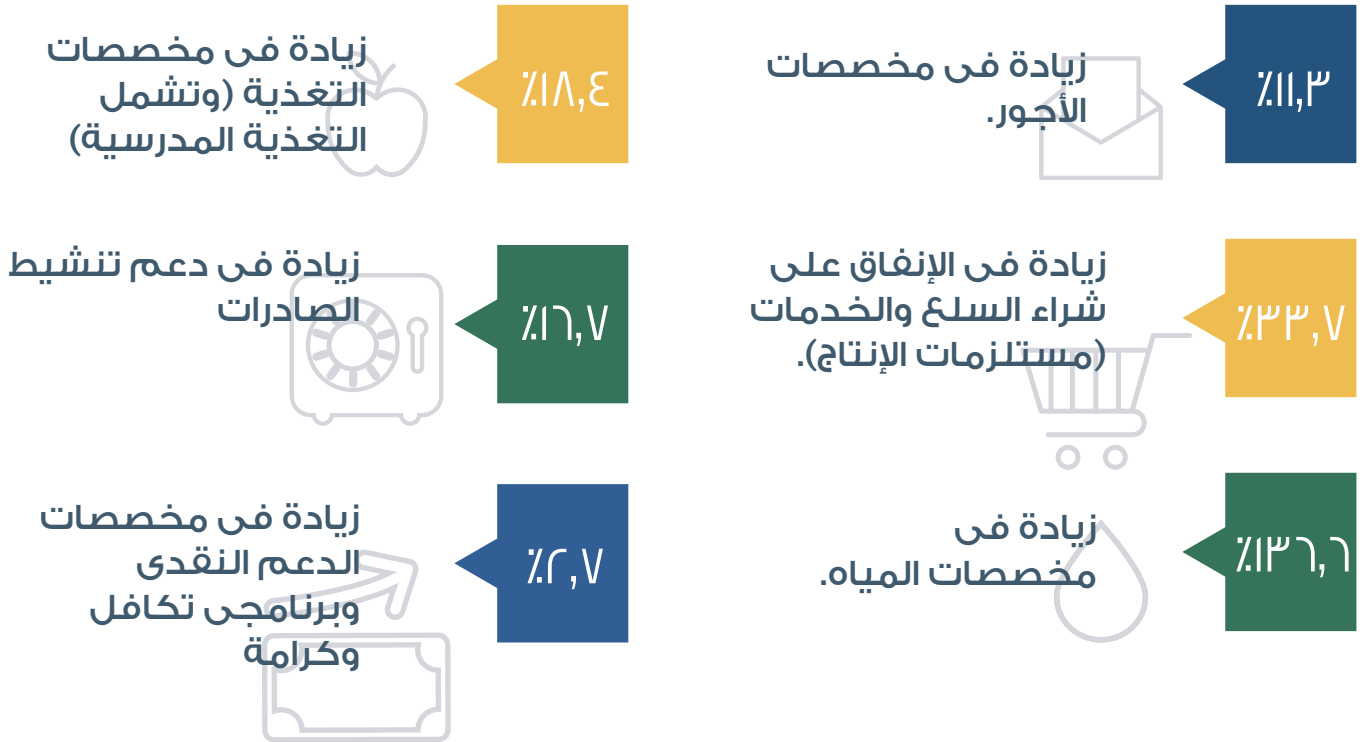 ٪١١,٣
زيادة فى مخصصات
الأجور.
٪١٨,٤
زيادة فى مخصصات
التغذية (وتشمل
التغذية المدرسية)
٪٣٣,٧
زيادة فى الإنفاق على
شراء السلع والخدمات
(مستلزمات الإنتاج).
٪١٦,٧
زيادة فى دعم تنشيط
الصادرات
٪١٣٦,٦
زيادة فى
مخصصات المياه.
٪٢,٧
زيادة فى مخصصات
الدعم النقدى
وبرنامجى تكافل
وكرامة